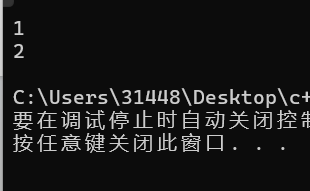 1
2
C:\Users\31448\Desktop\c+
要在调试停止时自动关闭控制
按任意键关闭此窗口. . .